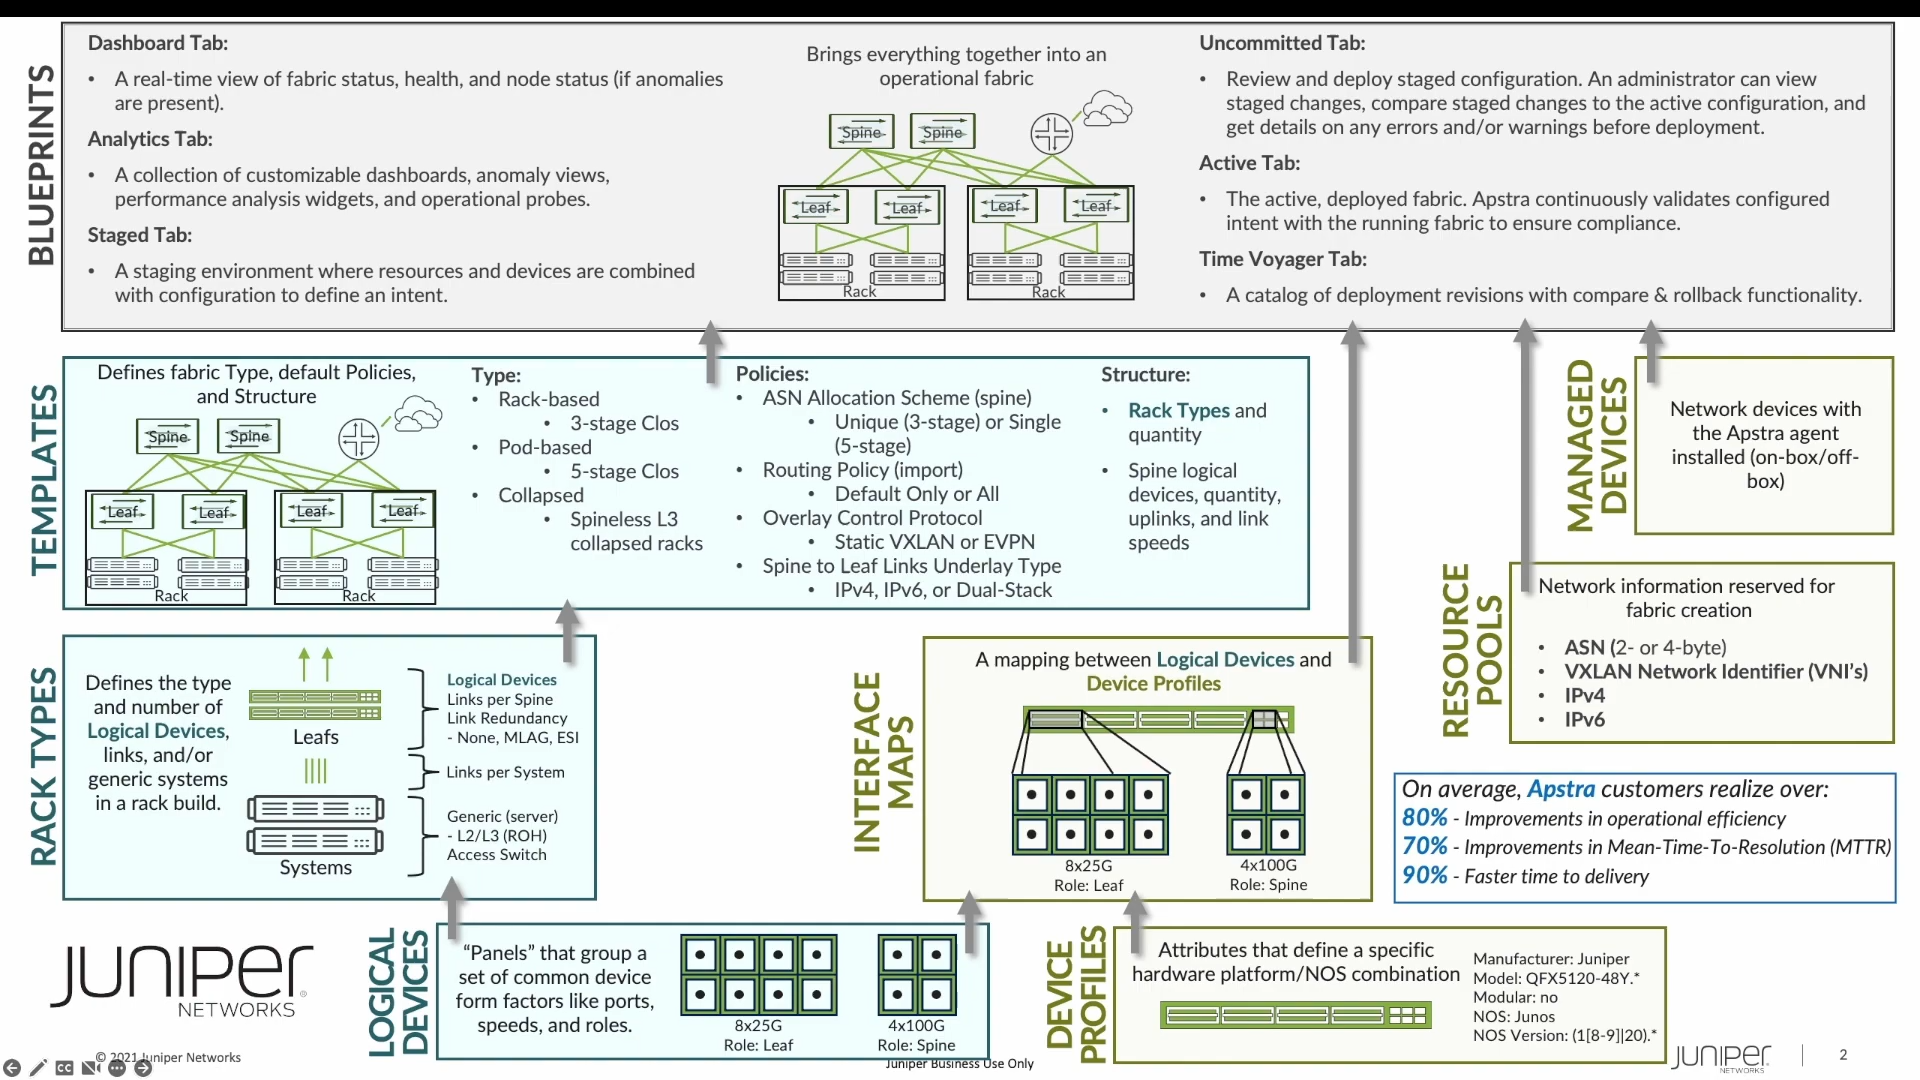 BLUEPRINTS
Dashboard Tab:
• A real-time view of fabric status, health, and node status (if anomalies
are present).
Analytics Tab:
• A collection of customizable dashboards, anomaly views,
performance analysis widgets, and operational probes.
Staged Tab:
• A staging environment where resources and devices are combined
with configuration to define an intent.
Brings everything together into an
operational fabric
Spine Spine
Leaf Leaf Leaf Leaf
Rack Rack
Uncommitted Tab:
• Review and deploy staged configuration. An administrator can view
staged changes, compare staged changes to the active configuration, and
get details on any errors and/or warnings before deployment.
Active Tab:
• The active, deployed fabric. Apstra continuously validates configured
intent with the running fabric to ensure compliance.
Time Voyager Tab:
• A catalog of deployment revisions with compare & rollback functionality.
TEMPLATES
Defines fabric Type, default Policies,
and Structure
Spine Spine
Leaf Leaf Leaf Leaf
Rack Rack
Type:
• Rack-based
• 3-stage Clos
• Pod-based
• 5-stage Clos
• Collapsed
• Spineless L3
collapsed racks
Policies:
• ASN Allocation Scheme (spine)
• Unique (3-stage) or Single
(5-stage)
• Routing Policy (import)
• Default Only or All
• Overlay Control Protocol
• Static VXLAN or EVPN
• Spine to Leaf Links Underlay Type
• IPv4, IPv6, or Dual-Stack
Structure:
• Rack Types and
quantity
• Spine logical
devices, quantity,
uplinks, and link
speeds
MANAGED
DEVICES
Network devices with
the Apstra agent
installed (on-box/off-
box)
RESOURCE
POOLS
Network information reserved for
fabric creation
• ASN (2- or 4-byte)
• VXLAN Network Identifier (VNI's)
• IPv4
• IPv6
RACK TYPES
Defines the type
and number of
Logical Devices,
links, and/or
generic systems
in a rack build.
Leafs
Systems
Logical Devices
Links per Spine
Link Redundancy
- None, MLAG, ESI
Links per System
Generic (server)
- L2/L3 (ROH)
Access Switch
INTERFACE
MAPS
A mapping between Logical Devices and
Device Profiles
8x25G
Role: Leaf
4x100G
Role: Spine
On average, Apstra customers realize over:
80% - Improvements in operational efficiency
70% - Improvements in Mean-Time-To-Resolution (MTTR)
90% - Faster time to delivery
JUNIPER
NETWORKS
LOGICAL
DEVICES
“Panels” that group a
set of common device
form factors like ports,
speeds, and roles.
8x25G
Role: Leaf
4x100G
Role: Spine
DEVICE
PROFILES
Attributes that define a specific
hardware platform/NOS combination
Manufacturer: Juniper
Model: QFX5120-48Y.*
Modular: no
NOS: Junos
NOS Version: (1[8-9]|20).*
© 2021 Juniper Networks
CC
Juniper Business Use Only
JUNIPER
NETWORKS
2